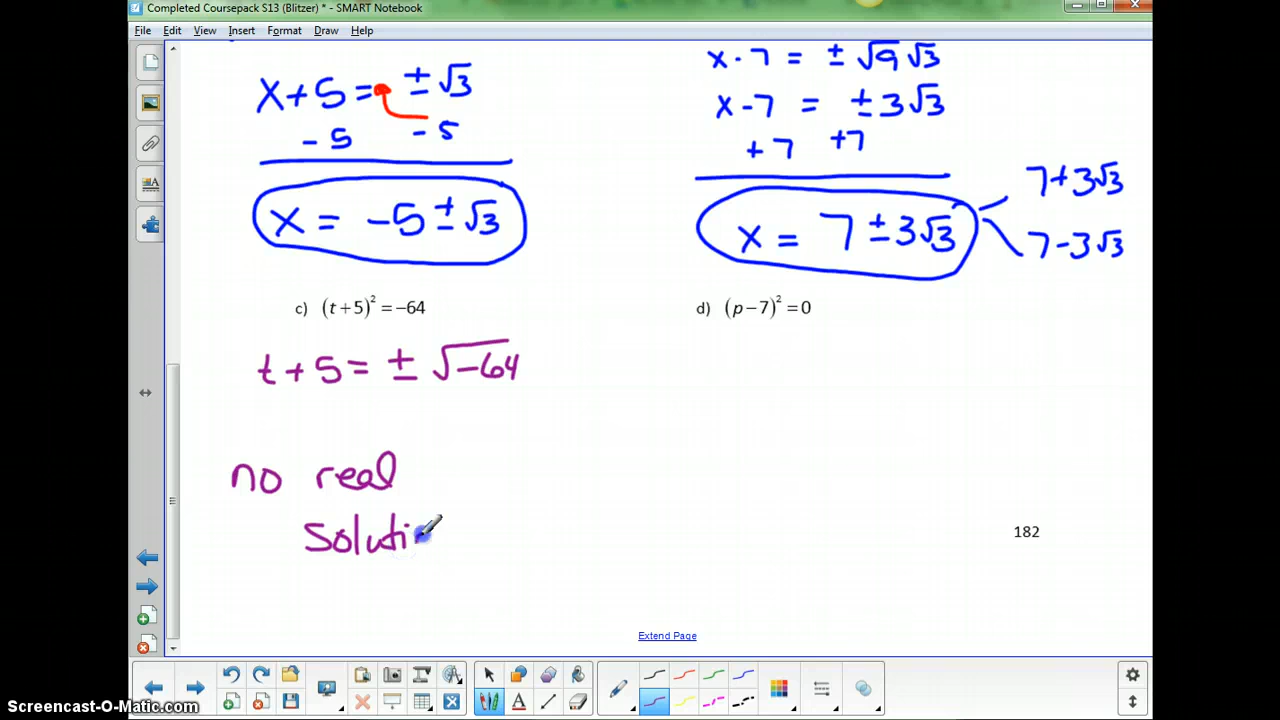 Completed Coursepack S13 (Blitzer) * - SMART Notebook
File Edit View Insert Format Draw Help
x+5 = ± √3
-5 -5
x = -5 ± √3
x-7 = ± √9 √3
x-7 = ± 3√3
+7 +7
x = 7 ± 3√3
7+3√3
7-3√3
c) (t+5)² = −64
t+5 = ± √-64
no real
soluti
d) (p−7)² = 0
182
Extend Page
Screencast-O-Matic.com